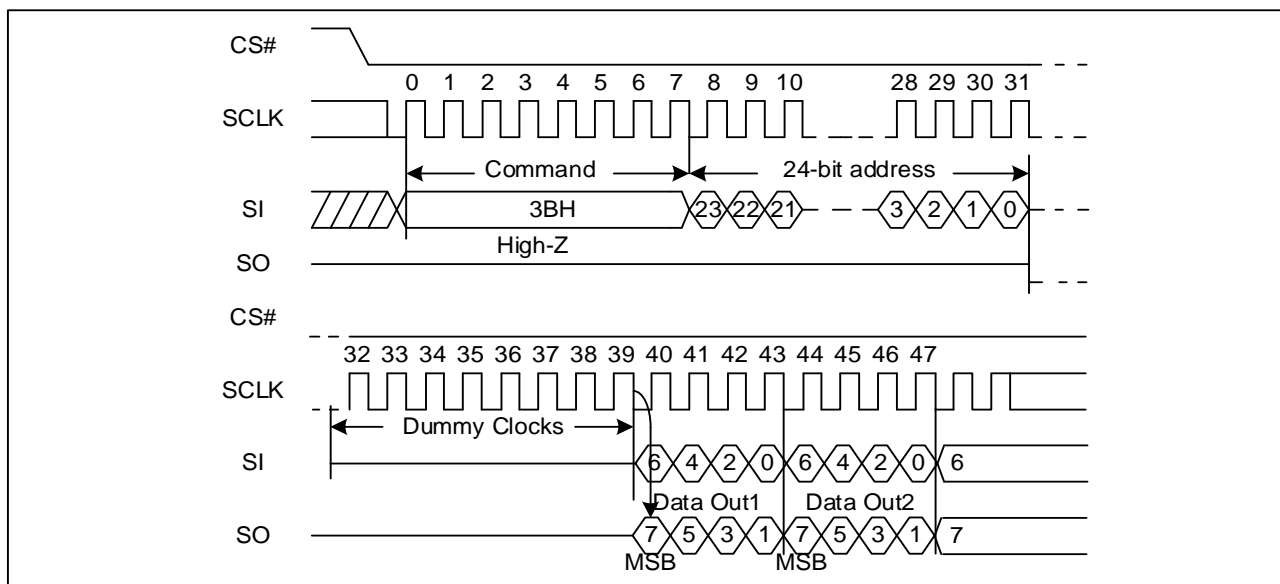 CS#
0 1 2 3 4 5 6 7 8 9 10 28 29 30 31
SCLK
Command 24-bit address
SI 3BH 23 22 21 3 2 1 0
High-Z
SO
CS#
32 33 34 35 36 37 38 39 40 41 42 43 44 45 46 47
SCLK
Dummy Clocks
SI 6 4 2 0 6 4 2 0 6
Data Out1 Data Out2
SO 7 5 3 1 7 5 3 1 7
MSB MSB